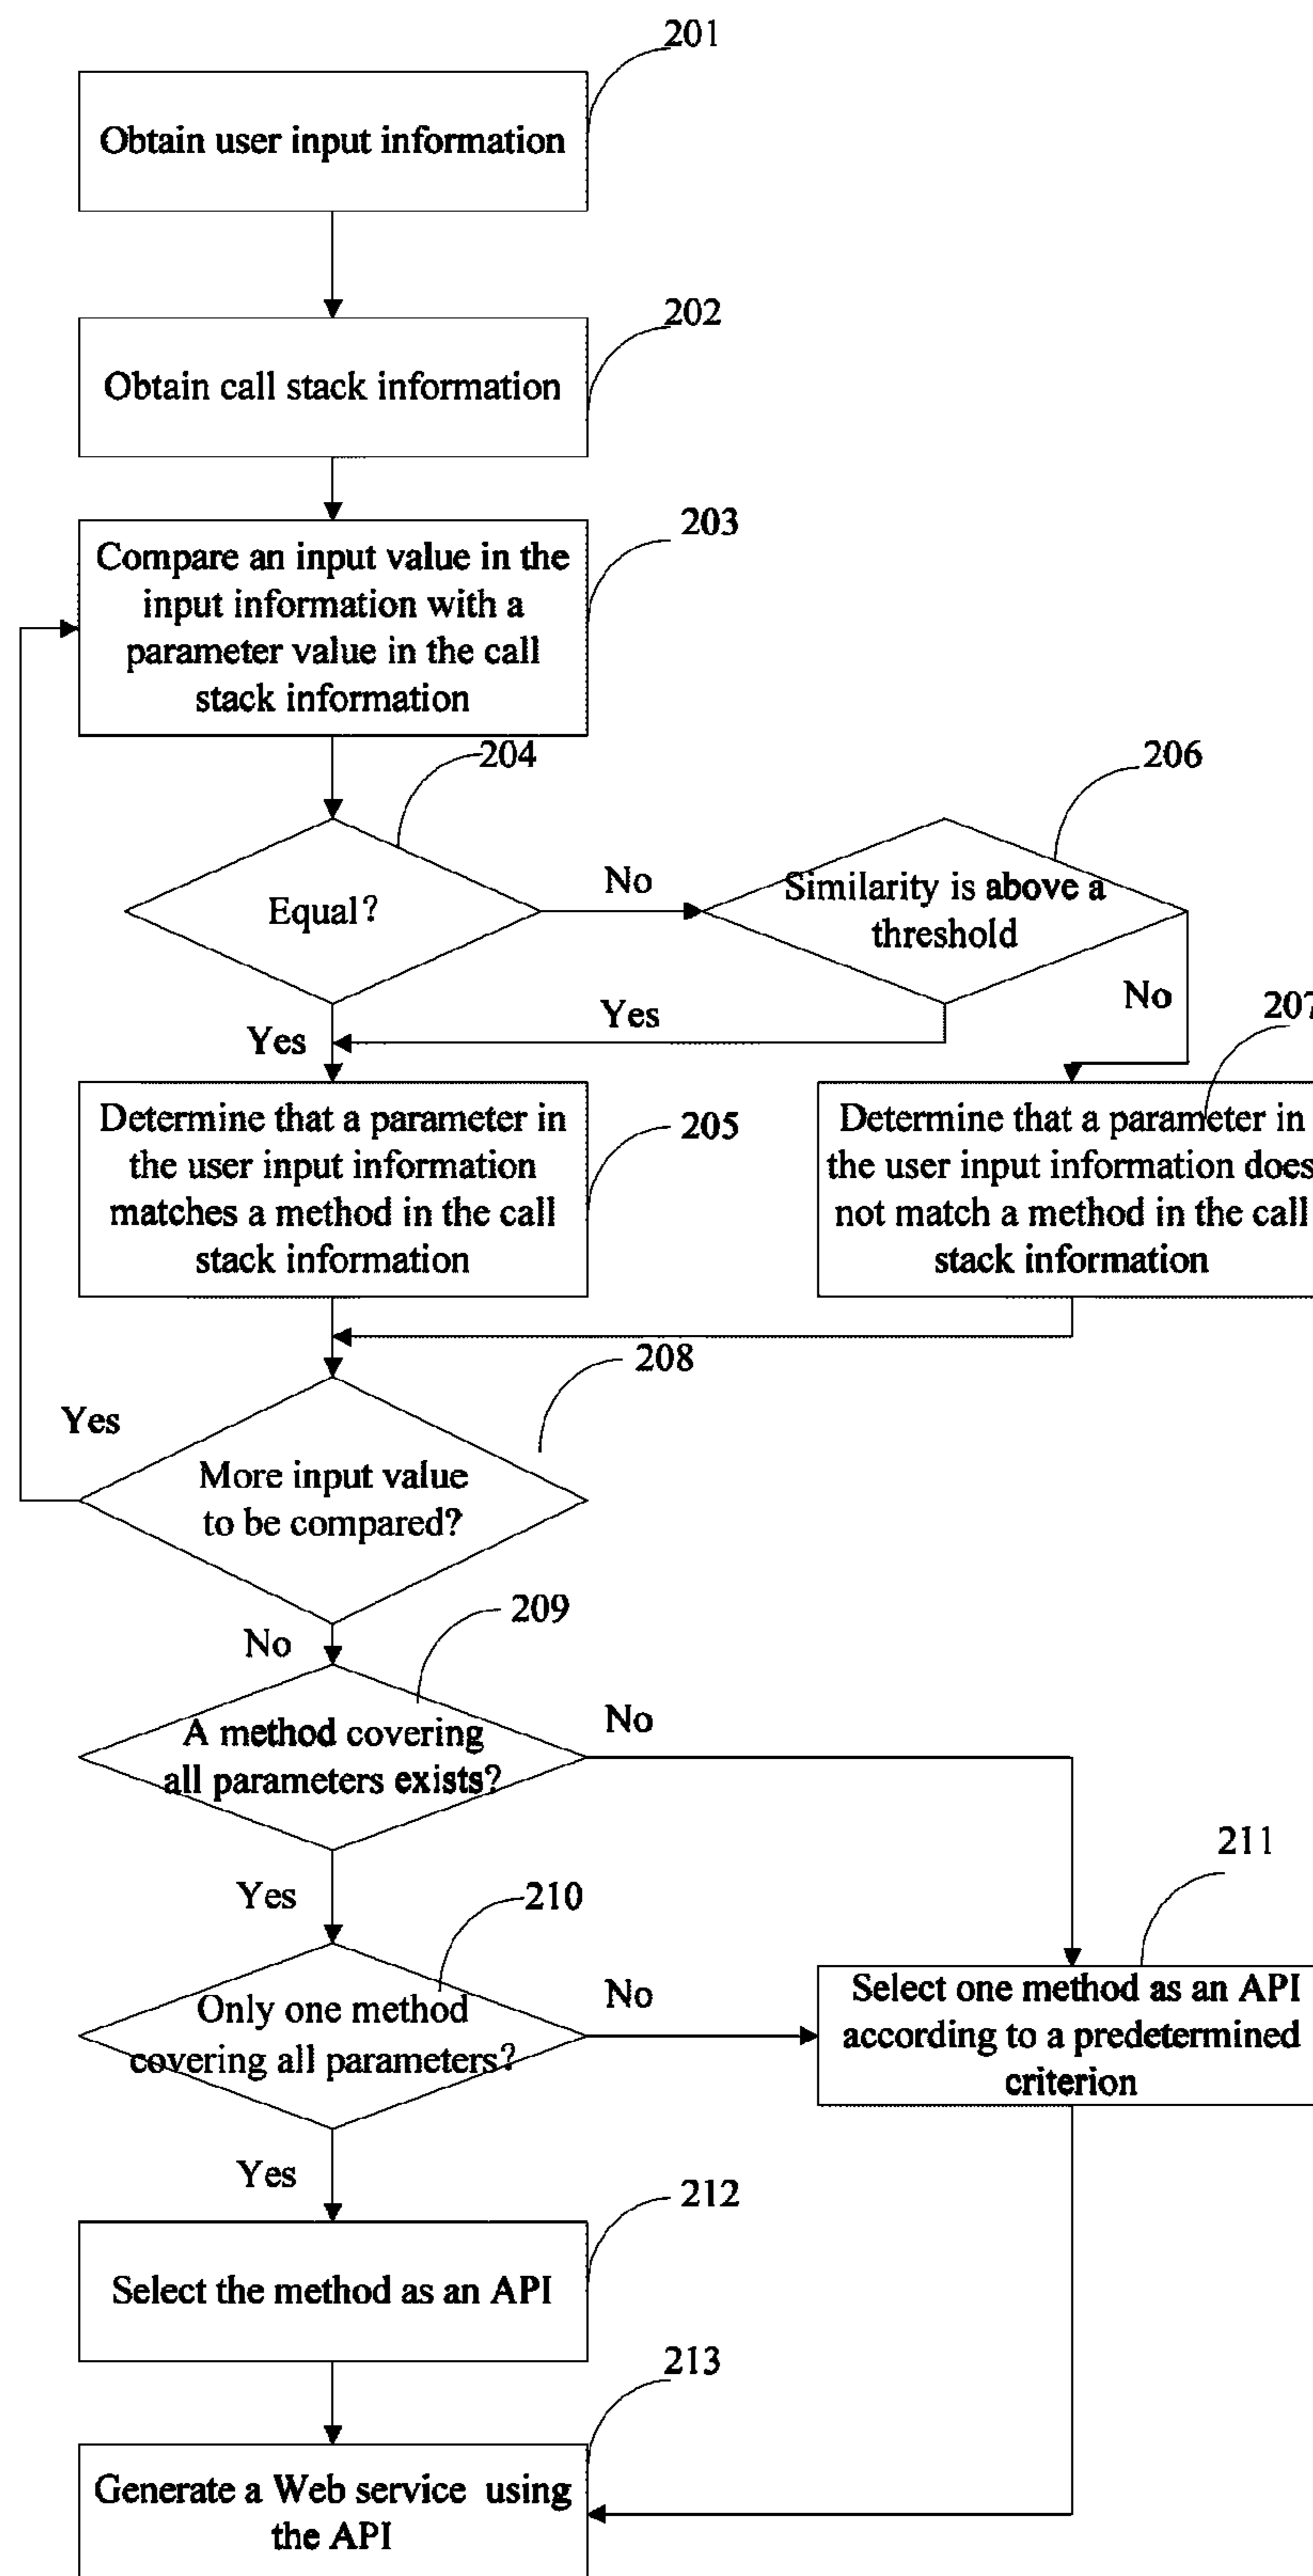 201
Obtain user input information
202
Obtain call stack information
203
Compare an input value in the
input information with a
parameter value in the call
stack information
204
206
Equal?
No
Similarity is above a
threshold
Yes
Yes
No
207
Determine that a parameter in
the user input information
matches a method in the call
stack information
205
Determine that a parameter in
the user input information does
not match a method in the call
stack information
208
Yes
More input value
to be compared?
209
No
A method covering
all parameters exists?
No
211
Yes
210
Only one method
covering all parameters?
No
Select one method as an API
according to a predetermined
criterion
Yes
212
Select the method as an API
213
Generate a Web service using
the API